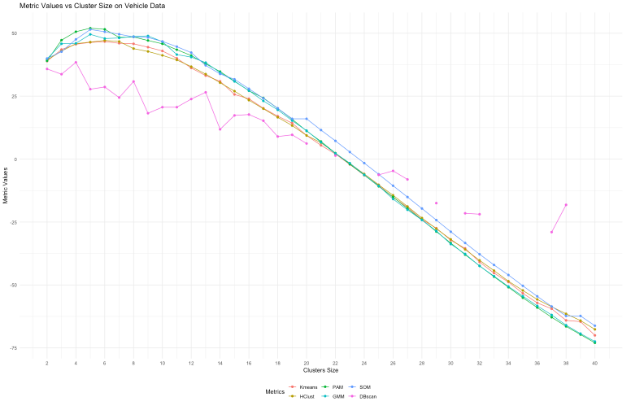 Metric Values vs Cluster Size on Vehicle Data
50
25
0
-25
-50
-75
Metric Values
2 4 6 8 10 12 14 16 18 20 22 24 26 28 30 32 34 36 38 40
Clusters Size
Metrics
Kmeans PAM SOM
HClust GMM DBscan